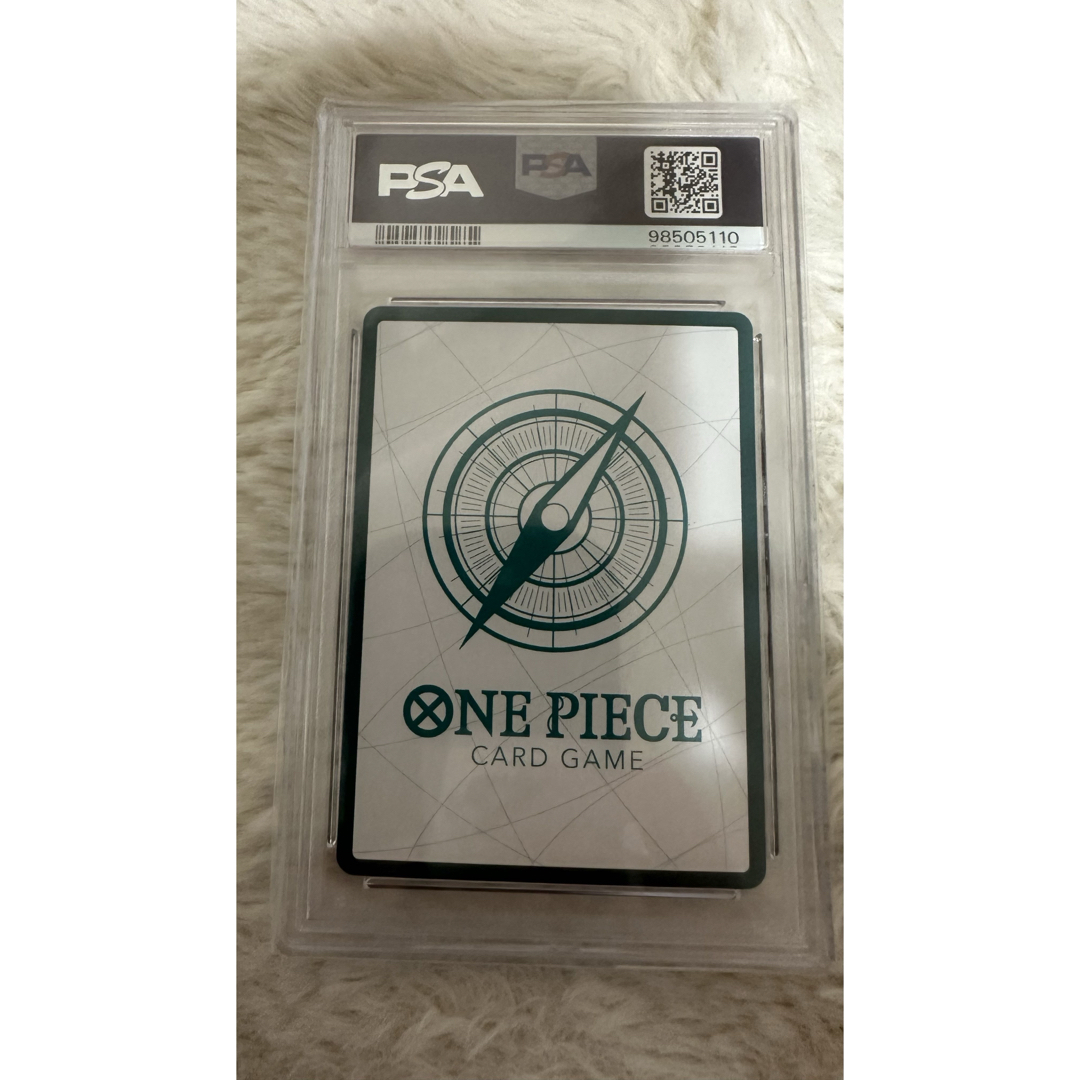 PSA
PSA
98505110
ONE PIECE
CARD GAME